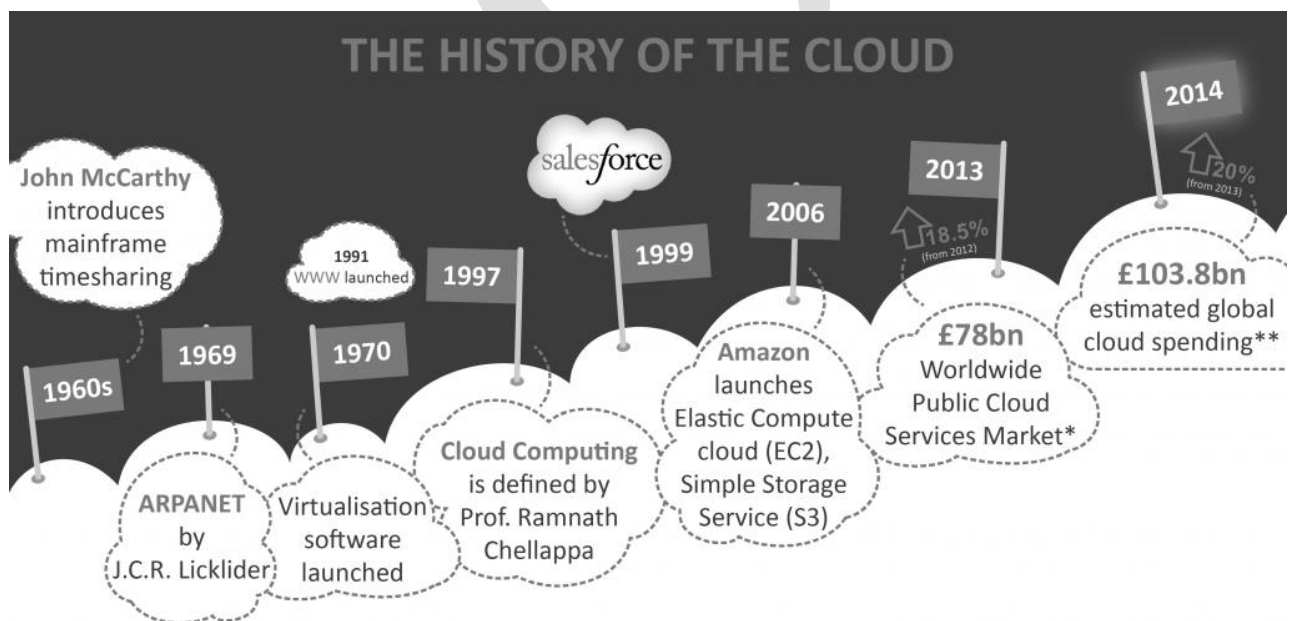 THE HISTORY OF THE CLOUD
1960s
John McCarthy
introduces
mainframe
timesharing
1969
ARPANET
by
J.C.R. Licklider
1970
Virtualisation
software
launched
1991
WWW launched
1997
Cloud Computing
is defined by
Prof. Ramnath
Chellappa
1999
salesforce
2006
Amazon
launches
Elastic Compute
cloud (EC2),
Simple Storage
Service (S3)
2013
18.5%
(from 2012)
£78bn
Worldwide
Public Cloud
Services Market*
2014
20%
(from 2013)
£103.8bn
estimated global
cloud spending**